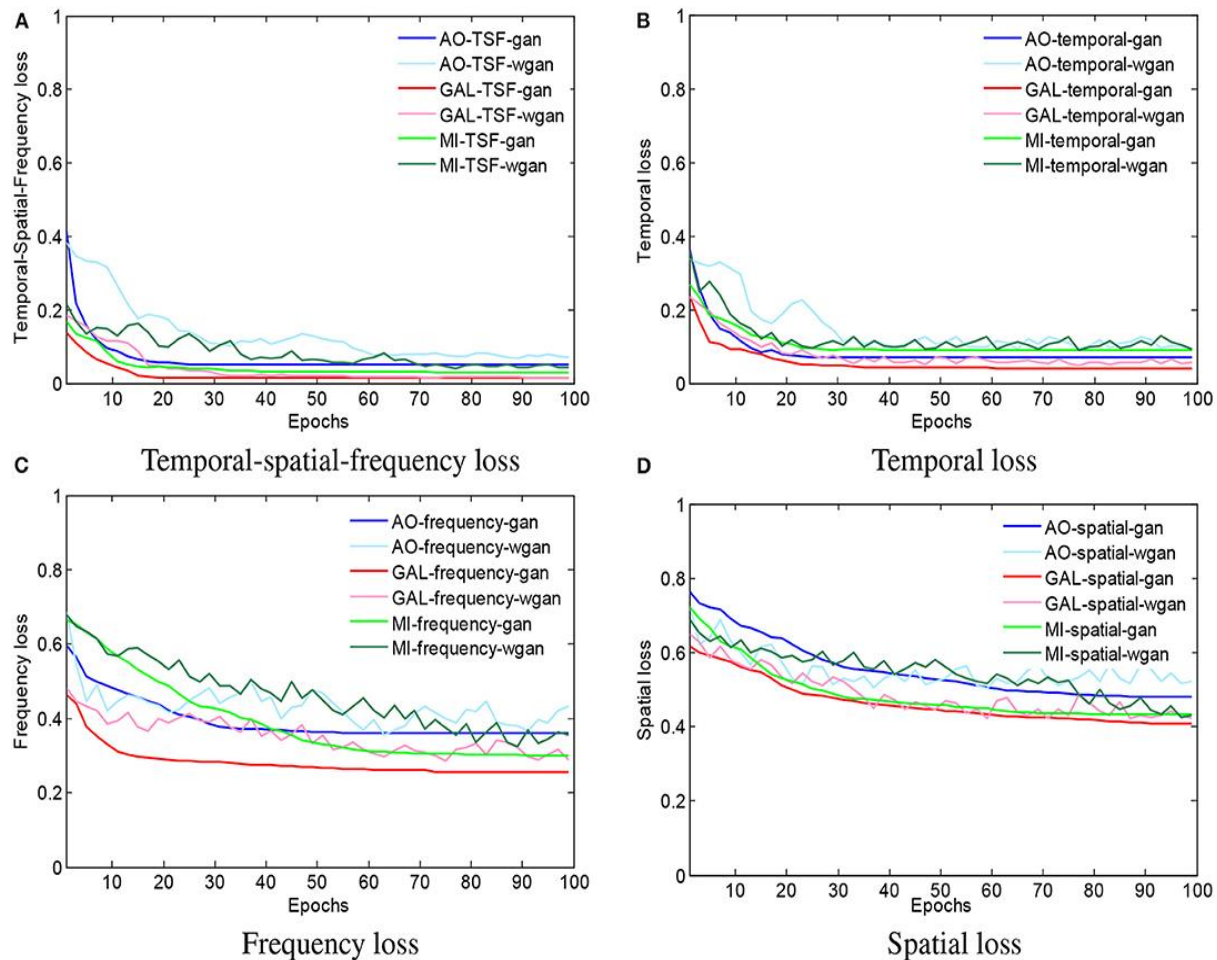 A
1
0.8
0.6
0.4
0.2
0
Temporal-Spatial-Frequency loss
AO-TSF-gan
AO-TSF-wgan
GAL-TSF-gan
GAL-TSF-wgan
MI-TSF-gan
MI-TSF-wgan
10 20 30 40 50 60 70 80 90 100
Epochs
Temporal-spatial-frequency loss
B
1
0.8
0.6
0.4
0.2
0
Temporal loss
AO-temporal-gan
AO-temporal-wgan
GAL-temporal-gan
GAL-temporal-wgan
MI-temporal-gan
MI-temporal-wgan
10 20 30 40 50 60 70 80 90 100
Epochs
Temporal loss
C
1
0.8
0.6
0.4
0.2
0
Frequency loss
AO-frequency-gan
AO-frequency-wgan
GAL-frequency-gan
GAL-frequency-wgan
MI-frequency-gan
MI-frequency-wgan
10 20 30 40 50 60 70 80 90 100
Epochs
Frequency loss
D
1
0.8
0.6
0.4
0.2
0
Spatial loss
AO-spatial-gan
AO-spatial-wgan
GAL-spatial-gan
GAL-spatial-wgan
MI-spatial-gan
MI-spatial-wgan
10 20 30 40 50 60 70 80 90 100
Epochs
Spatial loss